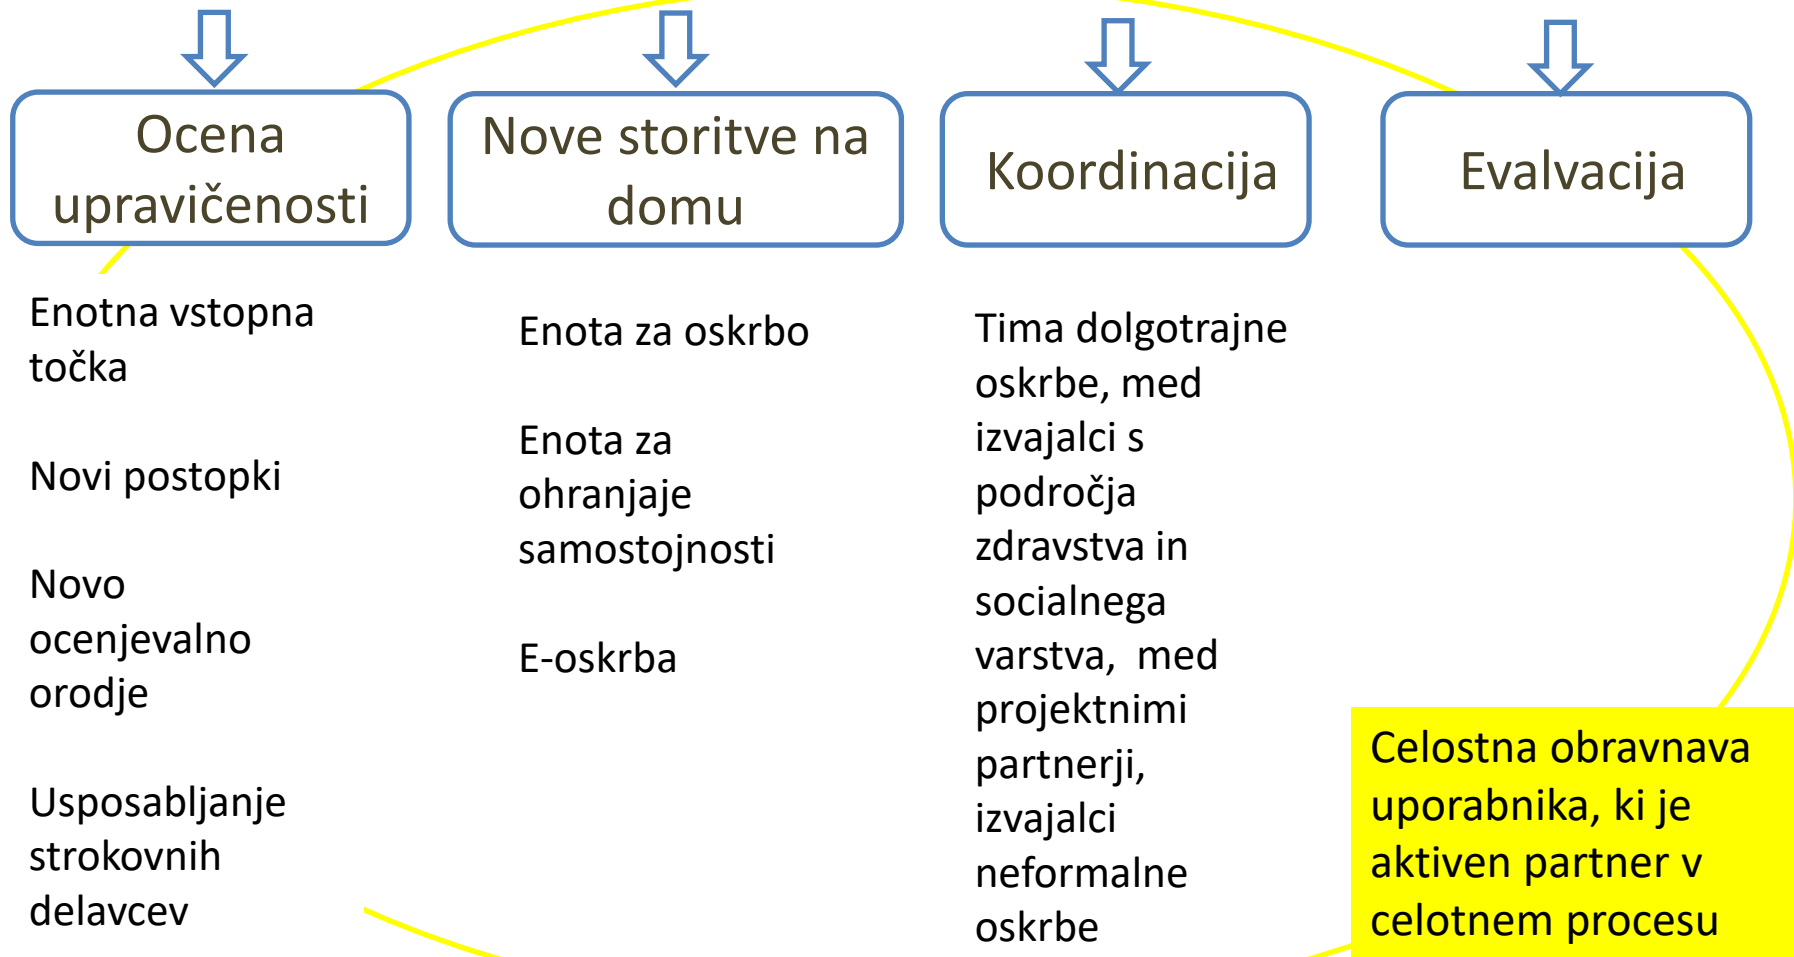 Ocena
upravičenosti
Nove storitve na
domu
Koordinacija
Evalvacija
Enotna vstopna
točka
Novi postopki
Novo
ocenjevalno
orodje
Usposabljanje
strokovnih
delavcev
Enota za oskrbo
Enota za
ohranjaje
samostojnosti
E-oskrba
Tima dolgotrajne
oskrbe, med
izvajalci s
področja
zdravstva in
socialnega
varstva,  med
projektnimi
partnerji,
izvajalci
neformalne
oskrbe
Celostna obravnava
uporabnika, ki je
aktiven partner v
celotnem procesu